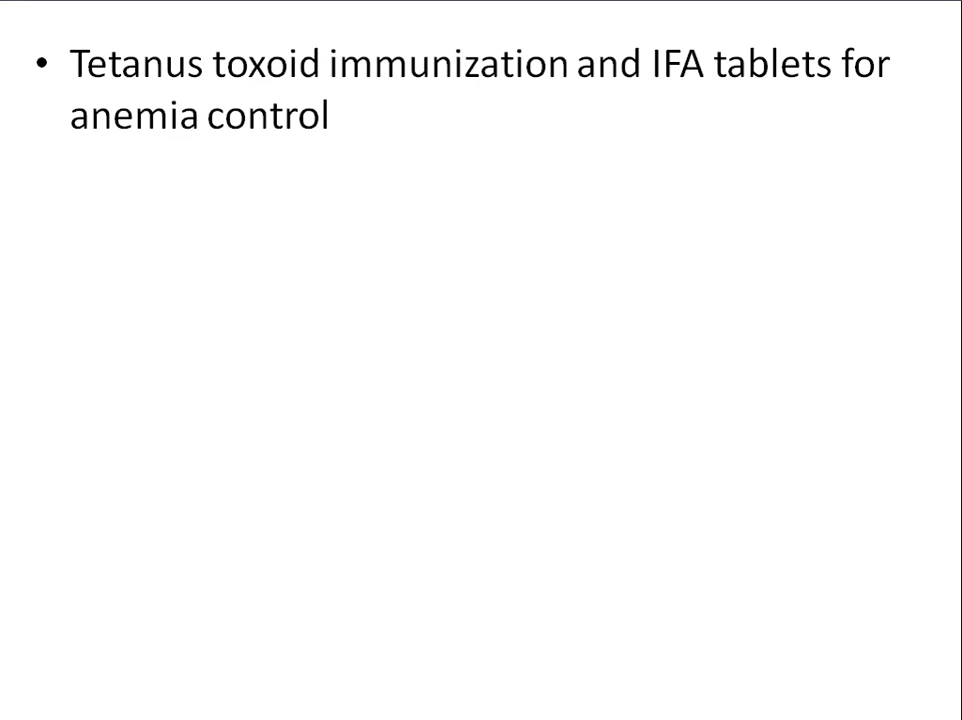 • Tetanus toxoid immunization and IFA tablets for
anemia control